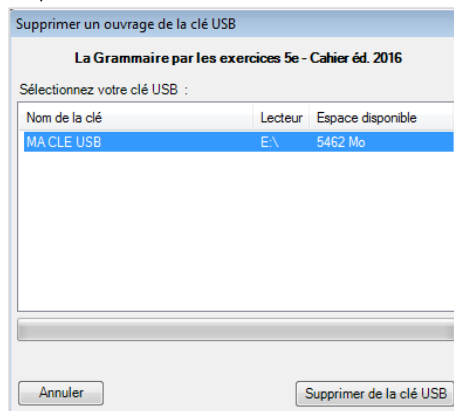 Supprimer un ouvrage de la clé USB
La Grammaire par les exercices 5e - Cahier éd. 2016
Sélectionnez votre clé USB :
Nom de la clé Lecteur Espace disponible
MA CLE USB E:\ 5462 Mo
Annuler Supprimer de la clé USB